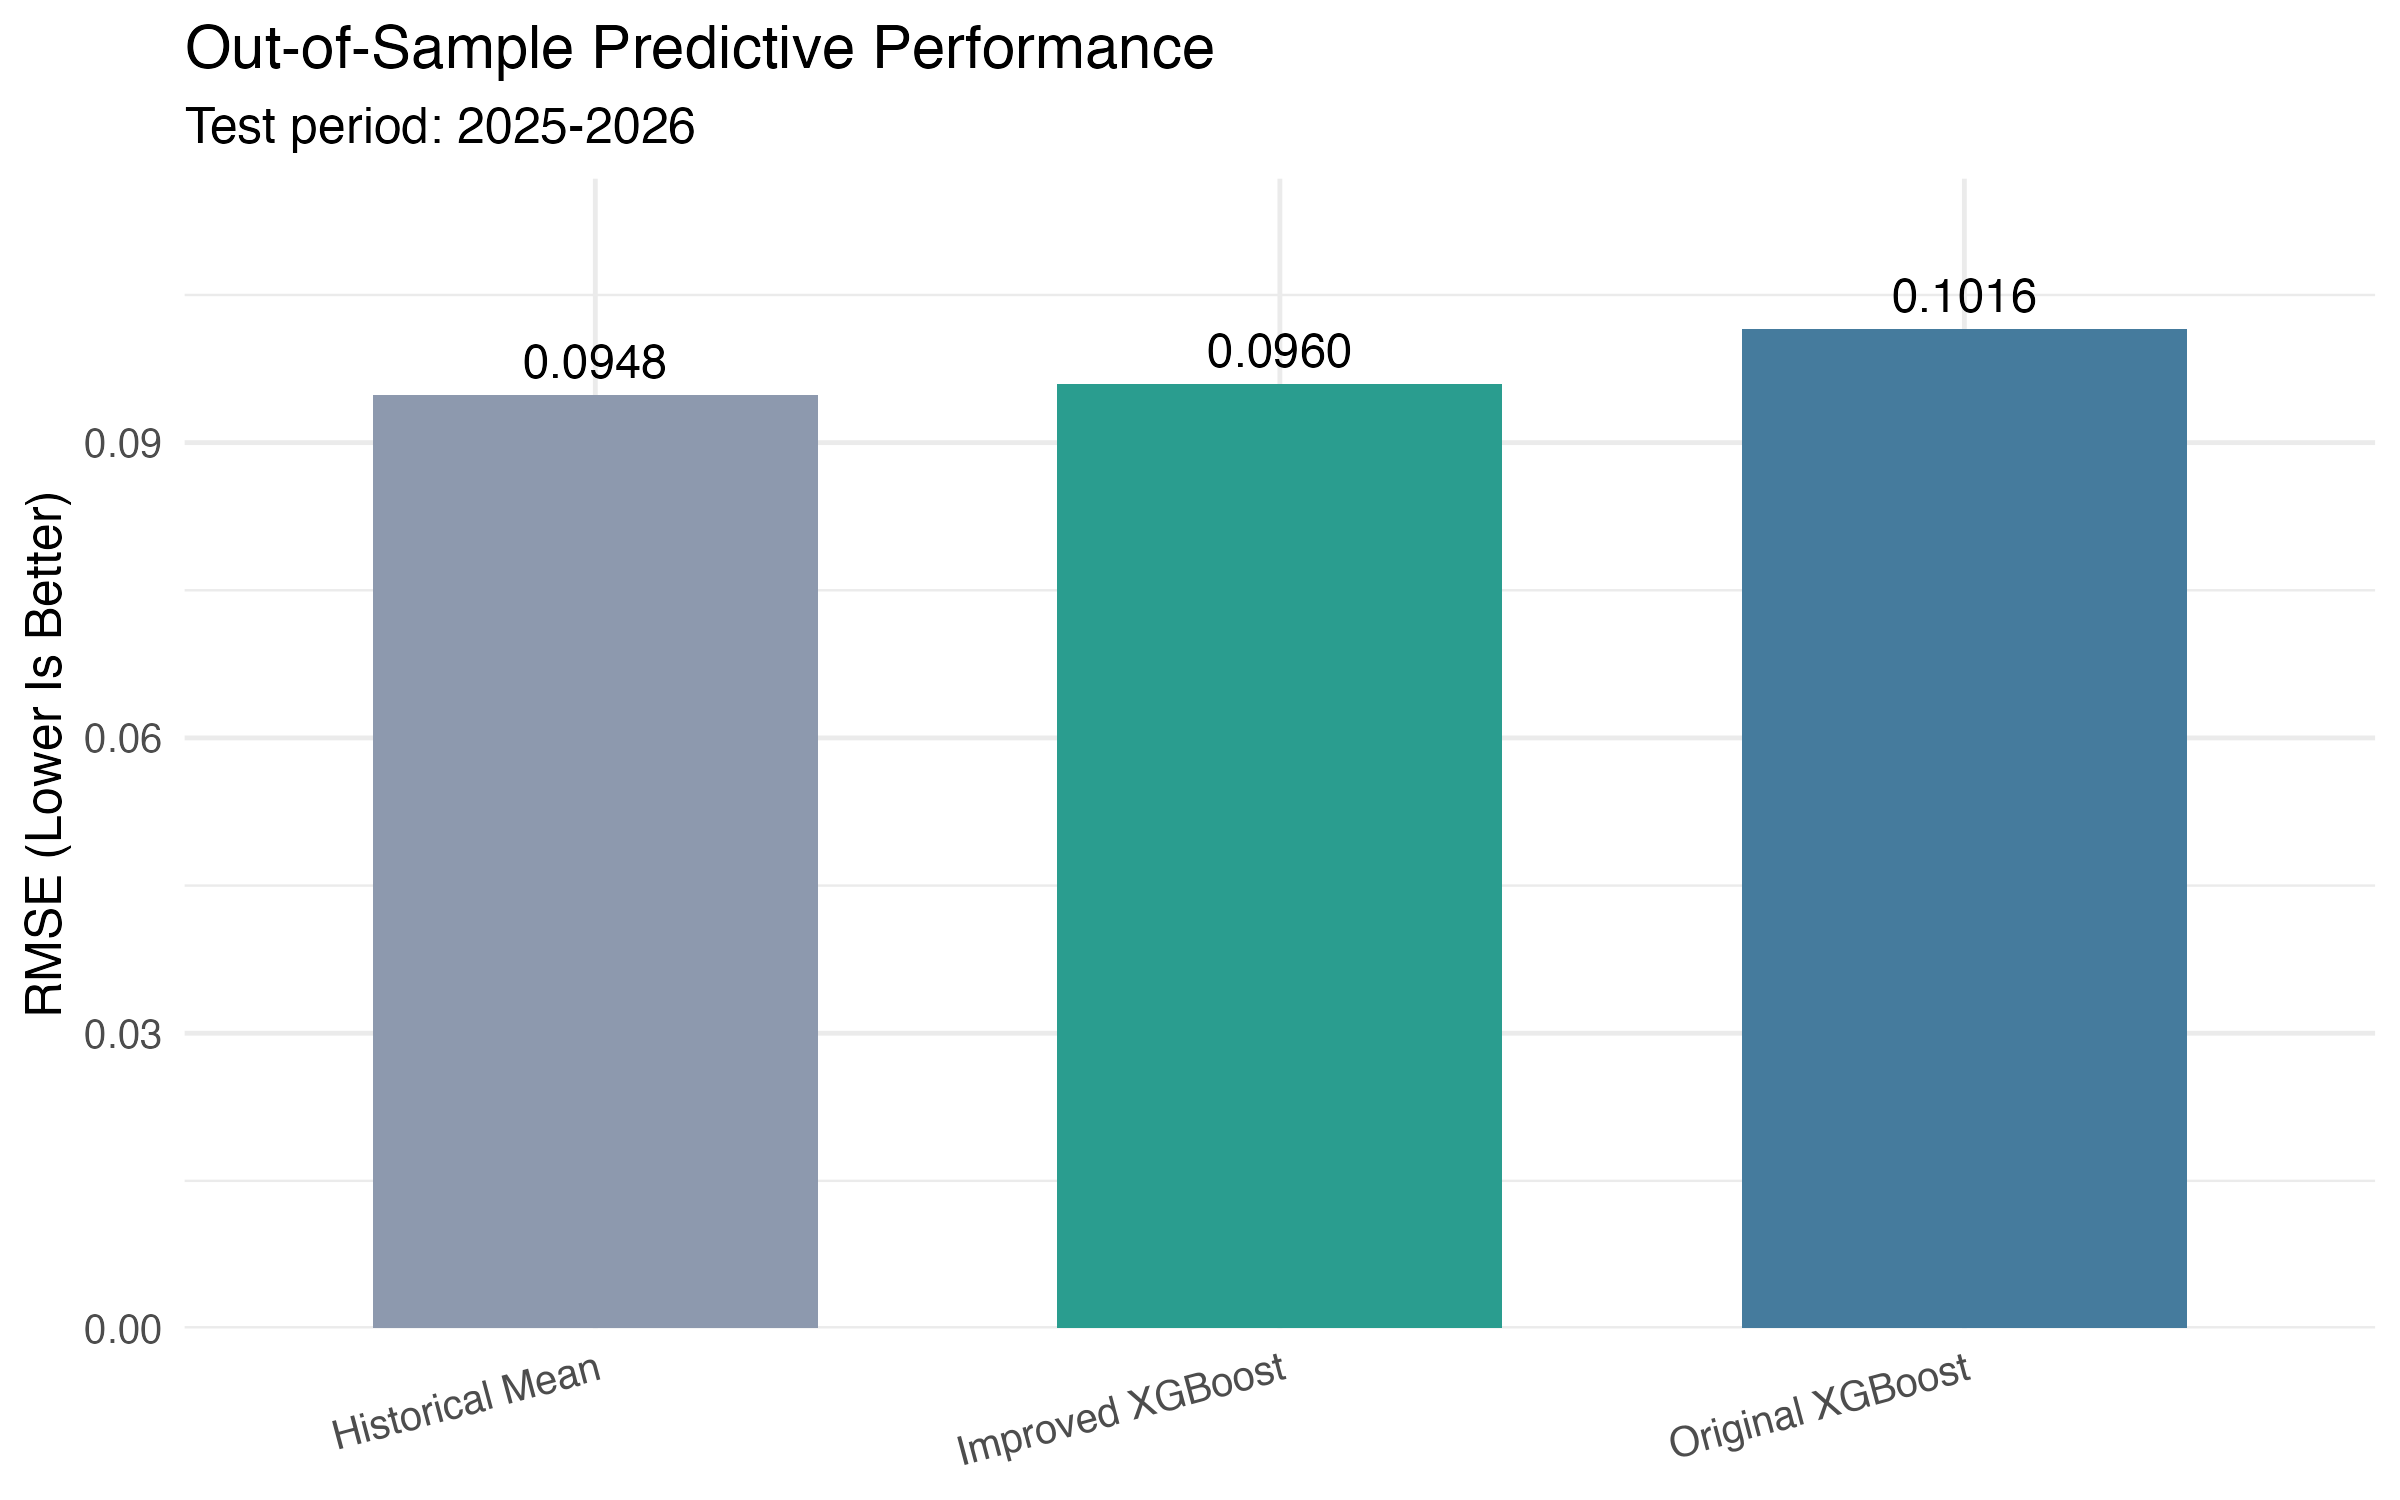 Out-of-Sample Predictive Performance
Test period: 2025-2026
RMSE (Lower Is Better)
0.09
0.06
0.03
0.00
0.0948
0.0960
0.1016
Historical Mean
Improved XGBoost
Original XGBoost